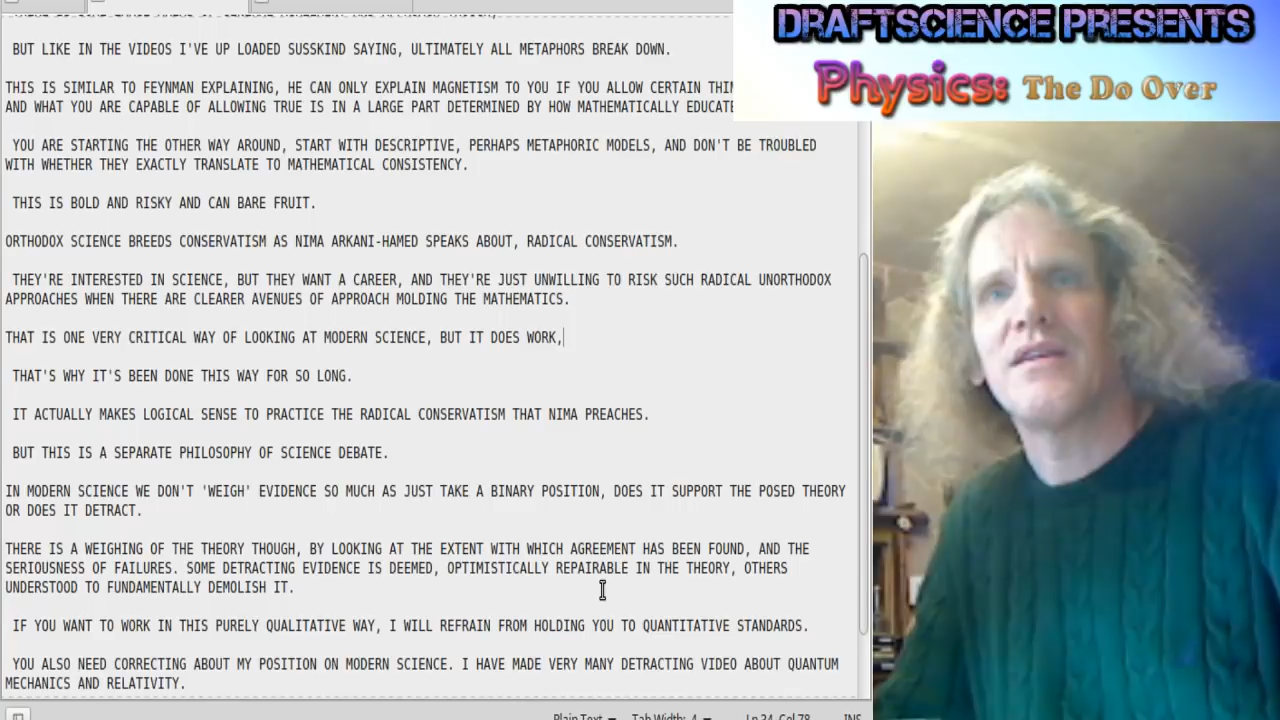 DRAFTSCIENCE PRESENTS
Physics: The Do Over
BUT LIKE IN THE VIDEOS I'VE UP LOADED SUSSKIND SAYING, ULTIMATELY ALL METAPHORS BREAK DOWN.
THIS IS SIMILAR TO FEYNMAN EXPLAINING, HE CAN ONLY EXPLAIN MAGNETISM TO YOU IF YOU ALLOW CERTAIN
AND WHAT YOU ARE CAPABLE OF ALLOWING TRUE IS IN A LARGE PART DETERMINED BY HOW MATHEMATICALLY
YOU ARE STARTING THE OTHER WAY AROUND, START WITH DESCRIPTIVE, PERHAPS METAPHORIC MODELS, AND DON'T BE TROUBLED
WITH WHETHER THEY EXACTLY TRANSLATE TO MATHEMATICAL CONSISTENCY.
THIS IS BOLD AND RISKY AND CAN BARE FRUIT.
ORTHODOX SCIENCE BREEDS CONSERVATISM AS NIMA ARKANI-HAMED SPEAKS ABOUT, RADICAL CONSERVATISM.
THEY'RE INTERESTED IN SCIENCE, BUT THEY WANT A CAREER, AND THEY'RE JUST UNWILLING TO RISK SUCH RADICAL UNORTHODOX
APPROACHES WHEN THERE ARE CLEARER AVENUES OF APPROACH MOLDING THE MATHEMATICS.
THAT IS ONE VERY CRITICAL WAY OF LOOKING AT MODERN SCIENCE, BUT IT DOES WORK,
THAT'S WHY IT'S BEEN DONE THIS WAY FOR SO LONG.
IT ACTUALLY MAKES LOGICAL SENSE TO PRACTICE THE RADICAL CONSERVATISM THAT NIMA PREACHES.
BUT THIS IS A SEPARATE PHILOSOPHY OF SCIENCE DEBATE.
IN MODERN SCIENCE WE DON'T 'WEIGH' EVIDENCE SO MUCH AS JUST TAKE A BINARY POSITION, DOES IT SUPPORT THE POSED THEORY
OR DOES IT DETRACT.
THERE IS A WEIGHING OF THE THEORY THOUGH, BY LOOKING AT THE EXTENT WITH WHICH AGREEMENT HAS BEEN FOUND, AND THE
SERIOUSNESS OF FAILURES. SOME DETRACTING EVIDENCE IS DEEMED, OPTIMISTICALLY REPAIRABLE IN THE THEORY, OTHERS
UNDERSTOOD TO FUNDAMENTALLY DEMOLISH IT.
IF YOU WANT TO WORK IN THIS PURELY QUALITATIVE WAY, I WILL REFRAIN FROM HOLDING YOU TO QUANTITATIVE STANDARDS.
YOU ALSO NEED CORRECTING ABOUT MY POSITION ON MODERN SCIENCE. I HAVE MADE VERY MANY DETRACTING VIDEO ABOUT QUANTUM
MECHANICS AND RELATIVITY.
Plain Text Tab Width: 4 Ln 34, Col 78 INS